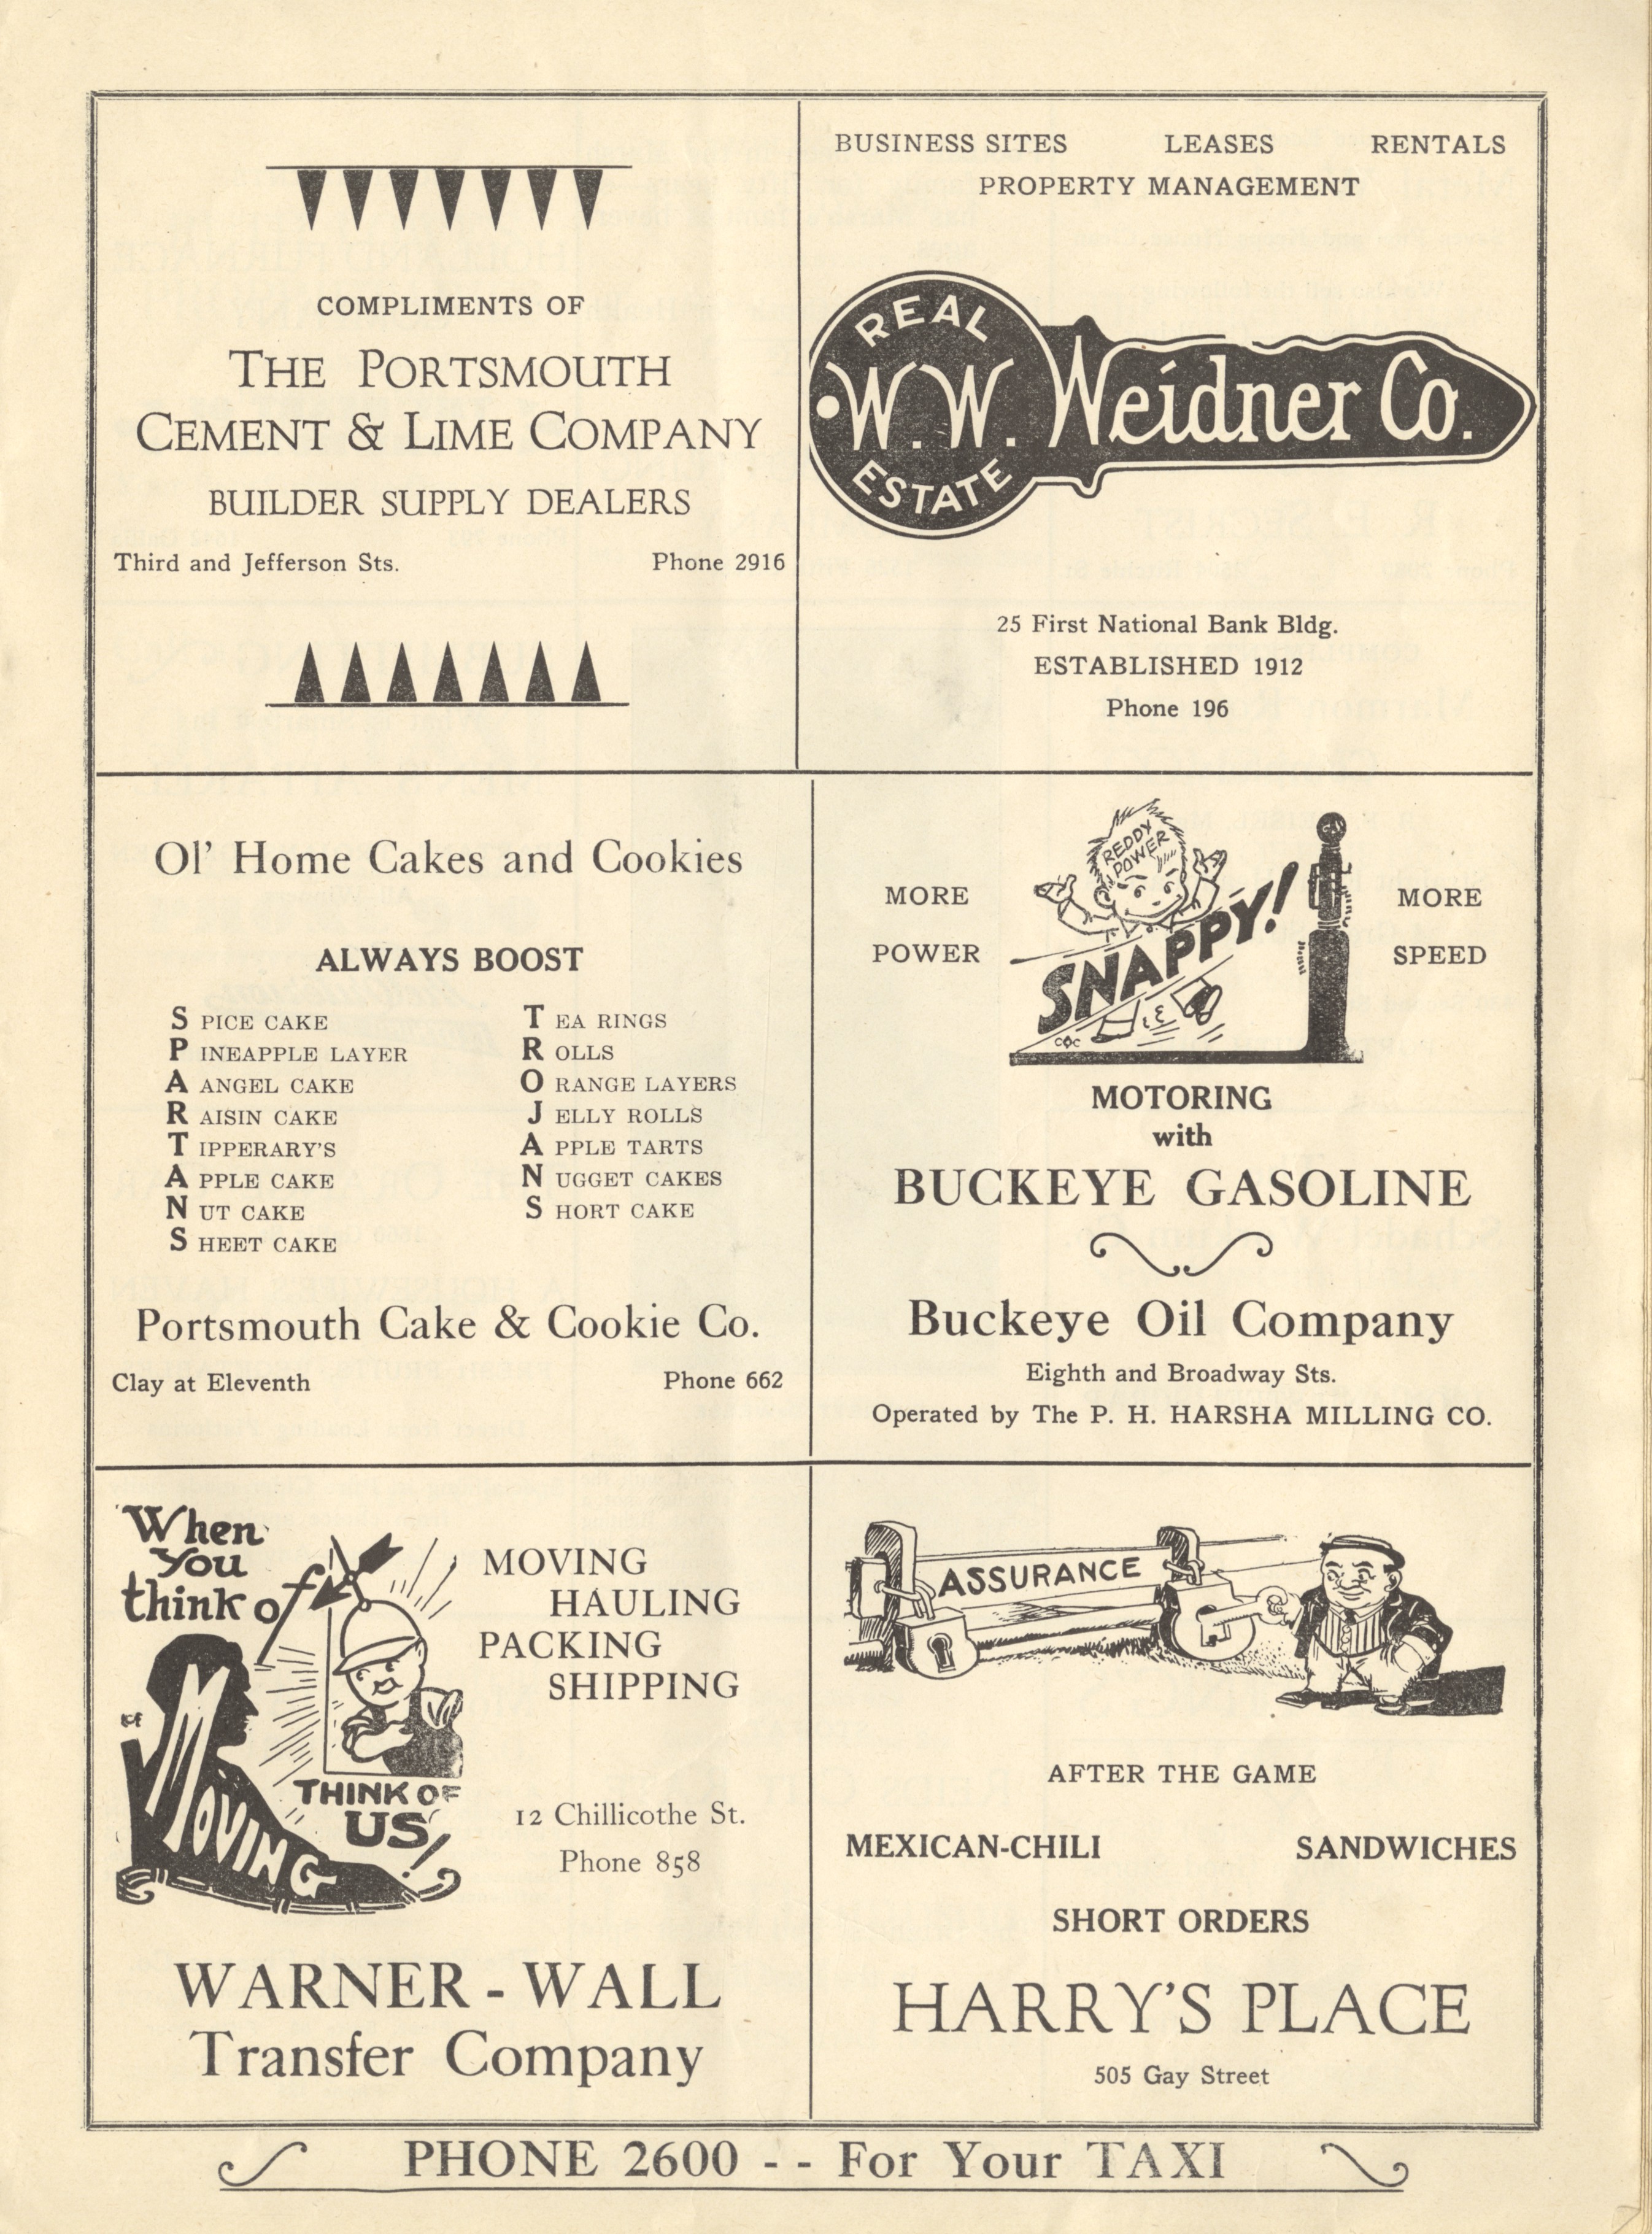 COMPLIMENTS OF
THE PORTSMOUTH
CEMENT & LIME COMPANY
BUILDER SUPPLY DEALERS
Third and Jefferson Sts. Phone 2916
BUSINESS SITES LEASES RENTALS
PROPERTY MANAGEMENT
REAL
W. W. Weidner Co.
ESTATE
25 First National Bank Bldg.
ESTABLISHED 1912
Phone 196
Ol' Home Cakes and Cookies
ALWAYS BOOST
S PICE CAKE
P INEAPPLE LAYER
A ANGEL CAKE
R AISIN CAKE
T IPPERARY'S
A PPLE CAKE
N UT CAKE
S HEET CAKE
T EA RINGS
R OLLS
O RANGE LAYERS
J ELLY ROLLS
A PPLE TARTS
N UGGET CAKES
S HORT CAKE
Portsmouth Cake & Cookie Co.
Clay at Eleventh Phone 662
REDDY
POWER
MORE
POWER
SNAPPY!
MORE
SPEED
MOTORING
with
BUCKEYE GASOLINE
Buckeye Oil Company
Eighth and Broadway Sts.
Operated by The P. H. HARSHA MILLING CO.
When
You
think of
MOVING
THINK OF
US!
MOVING
HAULING
PACKING
SHIPPING
12 Chillicothe St.
Phone 858
WARNER - WALL
Transfer Company
ASSURANCE
AFTER THE GAME
MEXICAN-CHILI SANDWICHES
SHORT ORDERS
HARRY'S PLACE
505 Gay Street
PHONE 2600 - - For Your TAXI